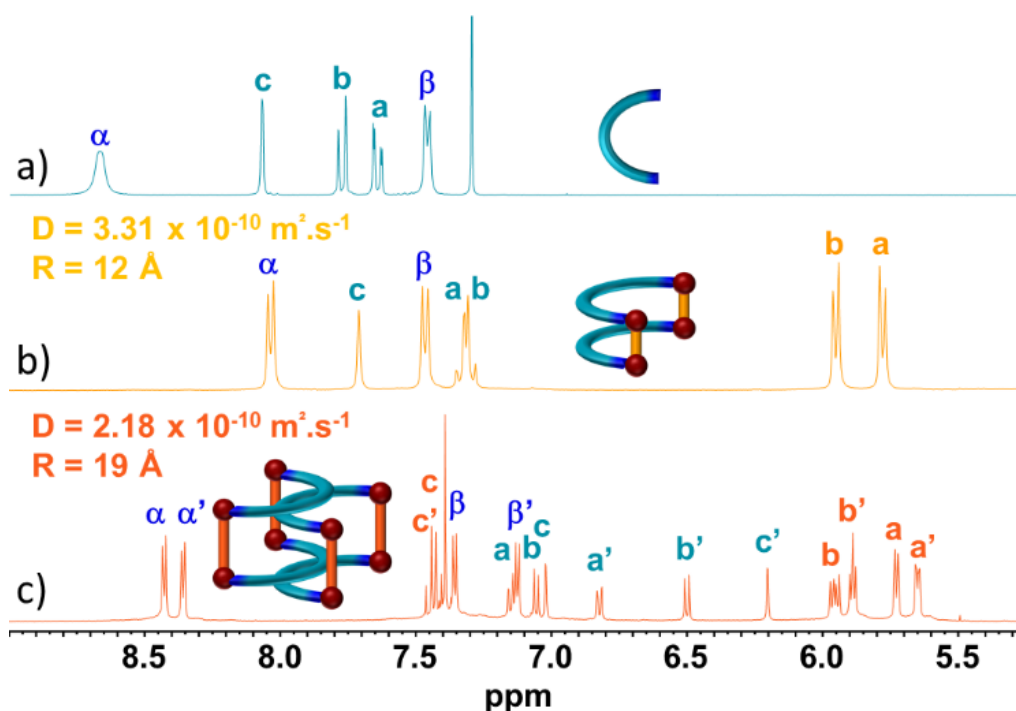 α c b a β
a)
D = 3.31 x 10⁻¹⁰ m².s⁻¹
R = 12 Å
α c β a b b a
b)
D = 2.18 x 10⁻¹⁰ m².s⁻¹
R = 19 Å
α α’ c c’ β a β’ b c a’ b’ c’ b b’ a a’
c)
8.5 8.0 7.5 7.0 6.5 6.0 5.5
ppm